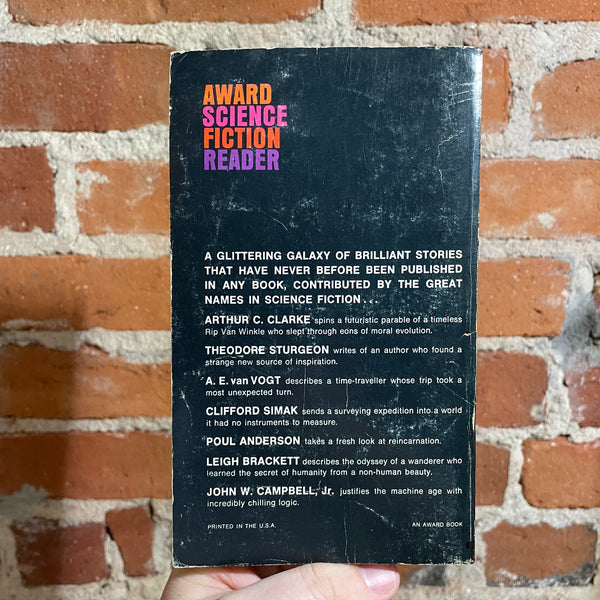 AWARD
SCIENCE
FICTION
READER
A GLITTERING GALAXY OF BRILLIANT STORIES
THAT HAVE NEVER BEFORE BEEN PUBLISHED
IN ANY BOOK, CONTRIBUTED BY THE GREAT
NAMES IN SCIENCE FICTION . . .
ARTHUR C. CLARKE spins a futuristic parable of a timeless
Rip Van Winkle who slept through eons of moral evolution.
THEODORE STURGEON writes of an author who found a
strange new source of inspiration.
A. E. van VOGT describes a time-traveller whose trip took a
most unexpected turn.
CLIFFORD SIMAK sends a surveying expedition into a world
it had no instruments to measure.
POUL ANDERSON takes a fresh look at reincarnation.
LEIGH BRACKETT describes the odyssey of a wanderer who
learned the secret of humanity from a non-human beauty.
JOHN W. CAMPBELL, Jr. justifies the machine age with
incredibly chilling logic.
PRINTED IN THE U.S.A.
AN AWARD BOOK